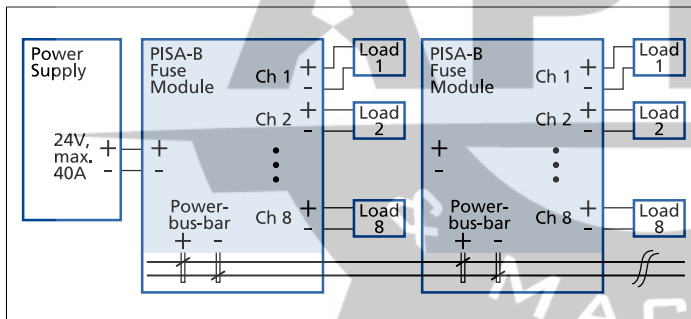 Power
Supply
24V,
max.
40A
+
-
PISA-B
Fuse
Module
+
-
Ch 1
+
-
Load
1
Ch 2
+
-
Load
2
Ch 8
+
-
Load
8
Power-
bus-bar
+ -
PISA-B
Fuse
Module
+
-
Ch 1
+
-
Load
1
Ch 2
+
-
Load
2
Ch 8
+
-
Load
8
Power-
bus-bar
+ -
& MAC